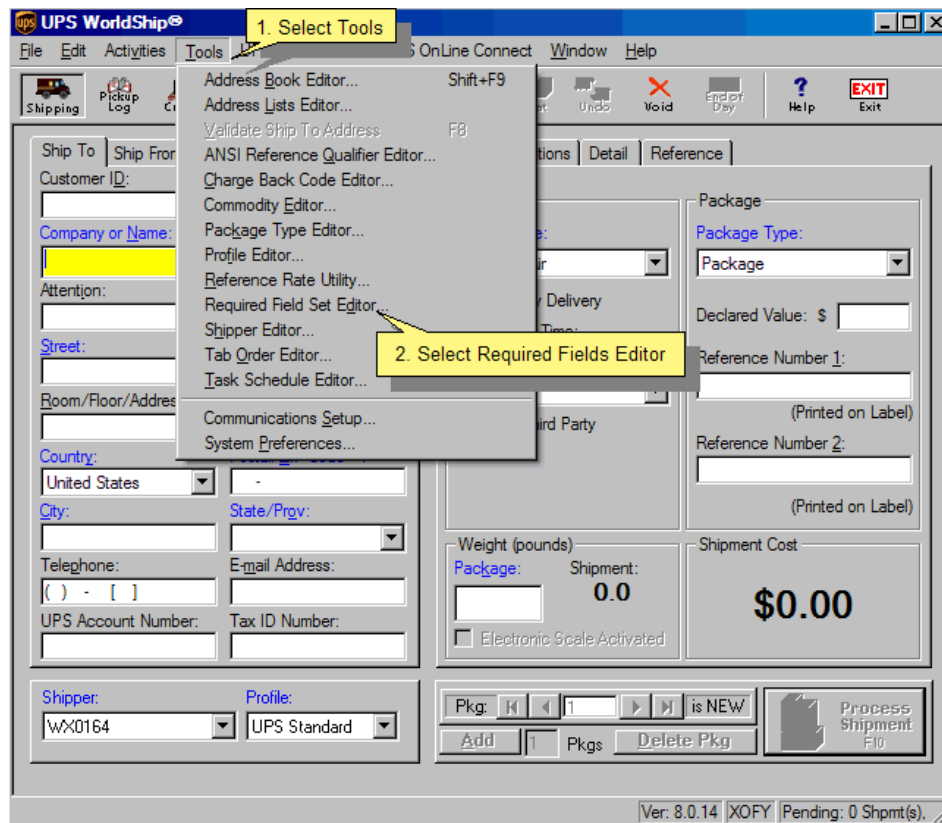 UPS WorldShip®
1. Select Tools
File Edit Activities Tools OnLine Connect Window Help
Shipping
Pickup Log
Undo
Void
End of Day
Help
EXIT
Exit
Address Book Editor... Shift+F9
Address Lists Editor...
Validate Ship To Address F8
ANSI Reference Qualifier Editor...
Charge Back Code Editor...
Commodity Editor...
Package Type Editor...
Profile Editor...
Reference Rate Utility...
Required Field Set Editor...
Shipper Editor...
Tab Order Editor...
Task Schedule Editor...
Communications Setup...
System Preferences...
2. Select Required Fields Editor
Ship To Ship From
Detail Reference
Customer ID:
Company or Name:
Attention:
Street:
Room/Floor/Addres
Country:
United States
-
City: State/Prov:
Telephone: E-mail Address:
( ) - [ ]
UPS Account Number: Tax ID Number:
Delivery
Time:
ird Party
Package
Package Type:
Package
Declared Value: $
Reference Number 1:
(Printed on Label)
Reference Number 2:
(Printed on Label)
Weight (pounds)
Package: Shipment:
0.0
Electronic Scale Activated
Shipment Cost
$0.00
Shipper: Profile:
WX0164 UPS Standard
Pkg: 1 is NEW
Add 1 Pkgs Delete Pkg
Process
Shipment
F10
Ver: 8.0.14 XOFY Pending: 0 Shpmt(s),